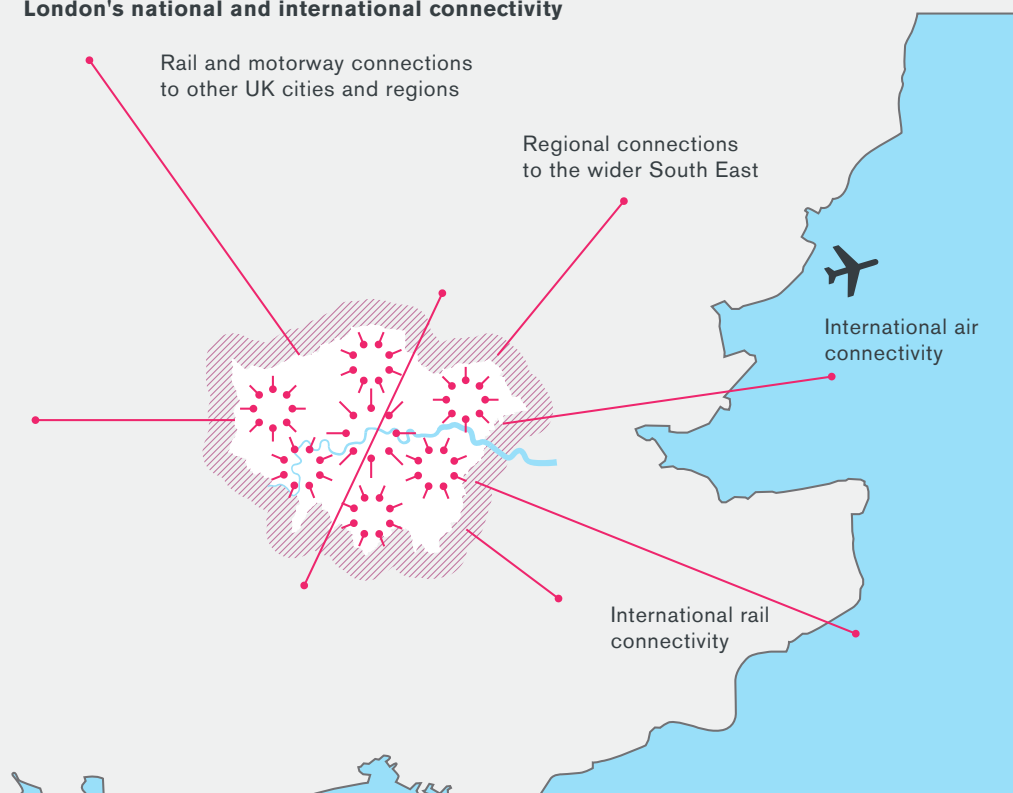 London's national and international connectivity
Rail and motorway connections
to other UK cities and regions
Regional connections
to the wider South East
International air
connectivity
International rail
connectivity